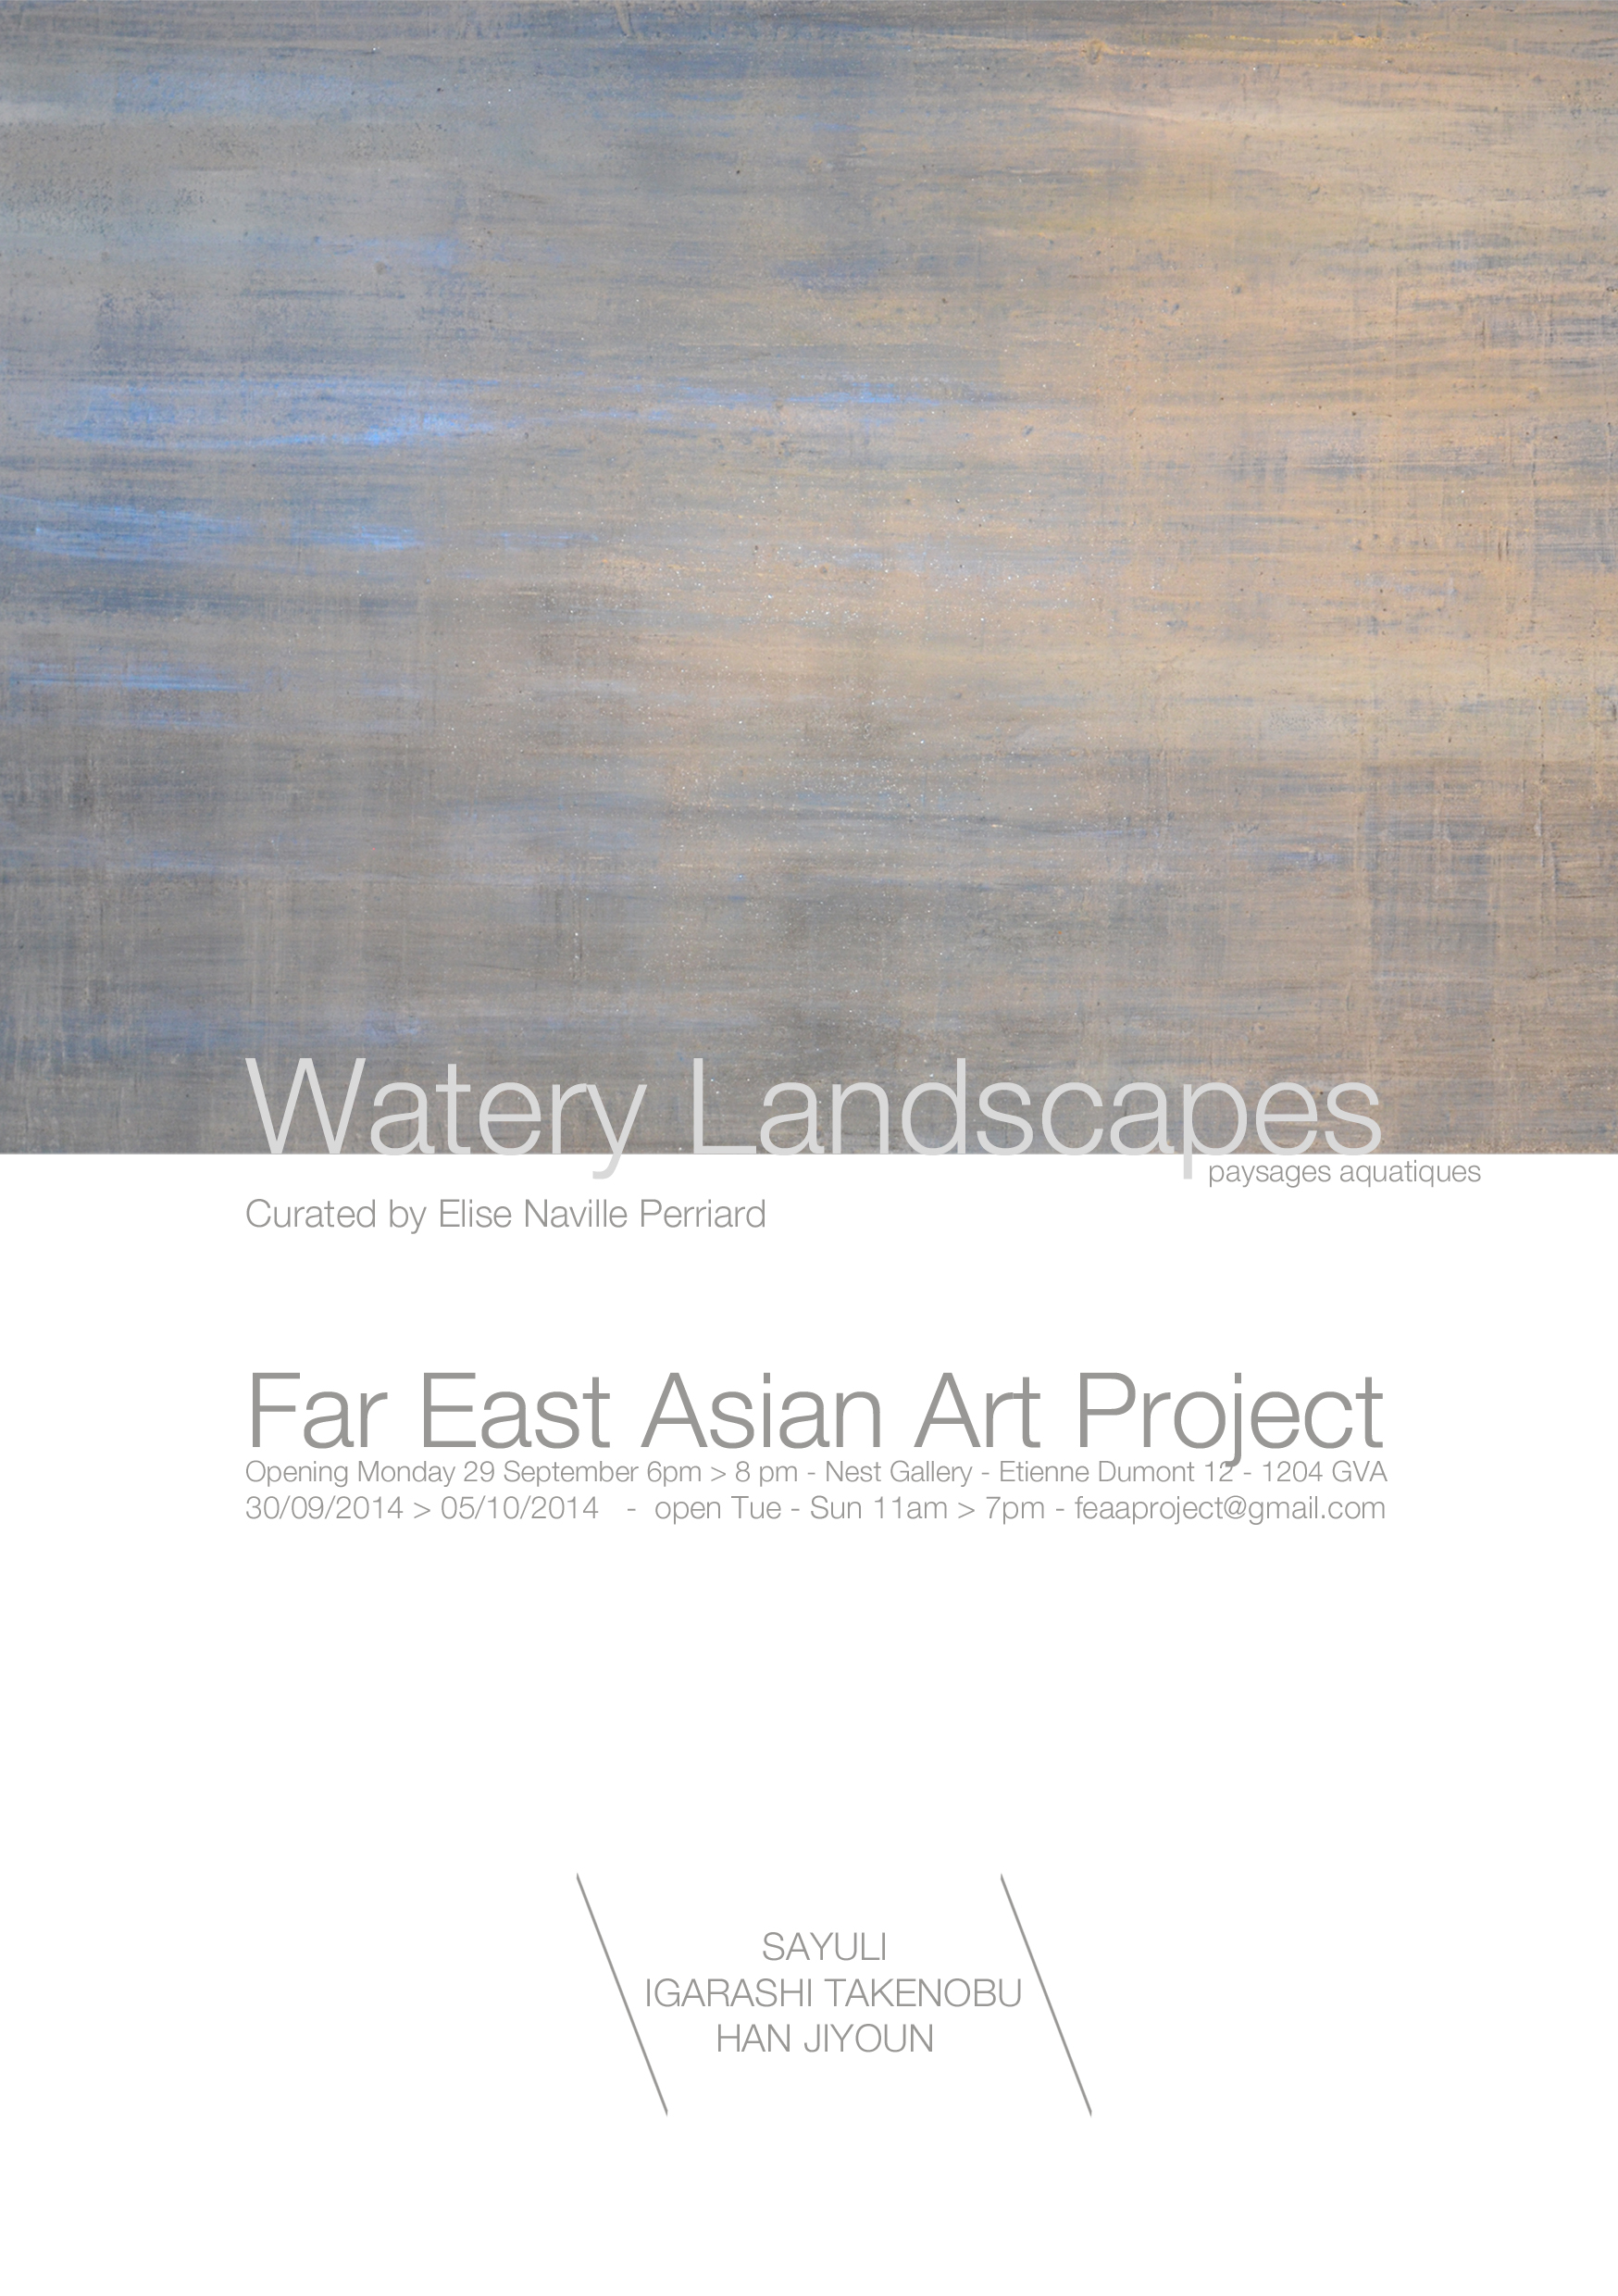 Watery Landscapes
paysages aquatiques
Curated by Elise Naville Perriard
Far East Asian Art Project
Opening Monday 29 September 6pm > 8 pm - Nest Gallery - Etienne Dumont 12 - 1204 GVA
30/09/2014 > 05/10/2014 - open Tue - Sun 11am > 7pm - feaaproject@gmail.com
SAYULI
IGARASHI TAKENOBU
HAN JIYOUN